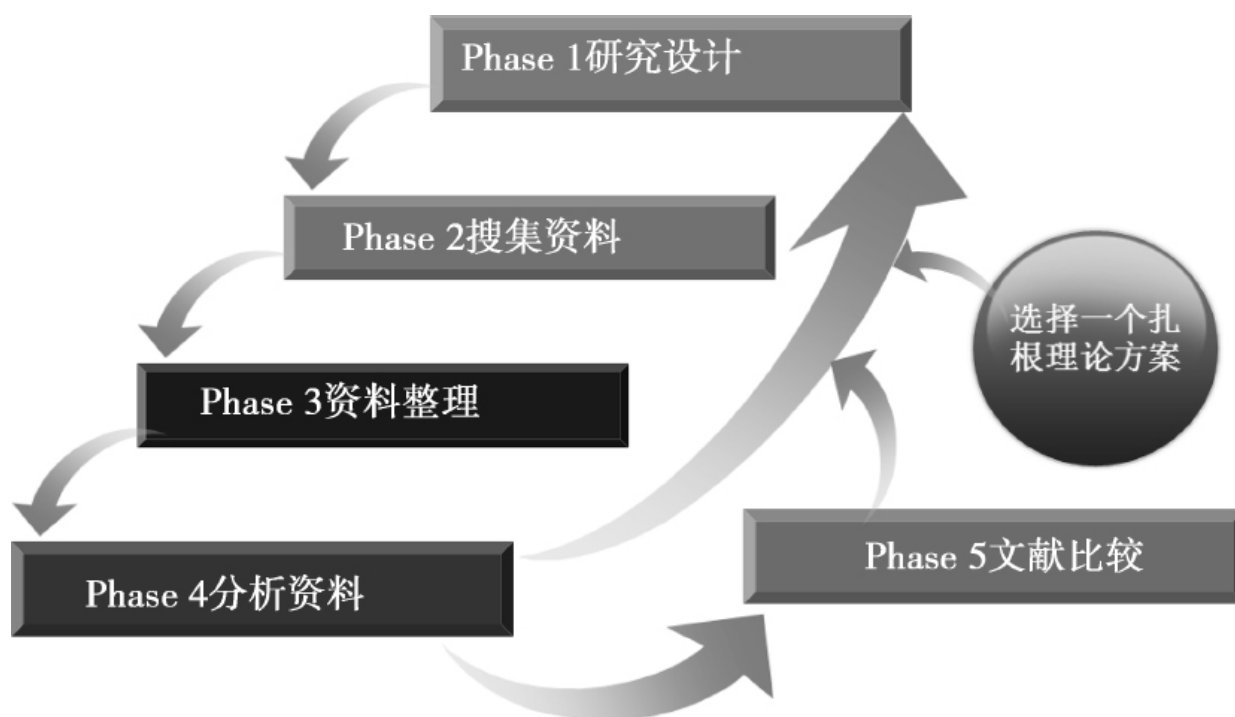 Phase 1研究设计
Phase 2搜集资料
选择一个扎
根理论方案
Phase 3资料整理
Phase 5文献比较
Phase 4分析资料